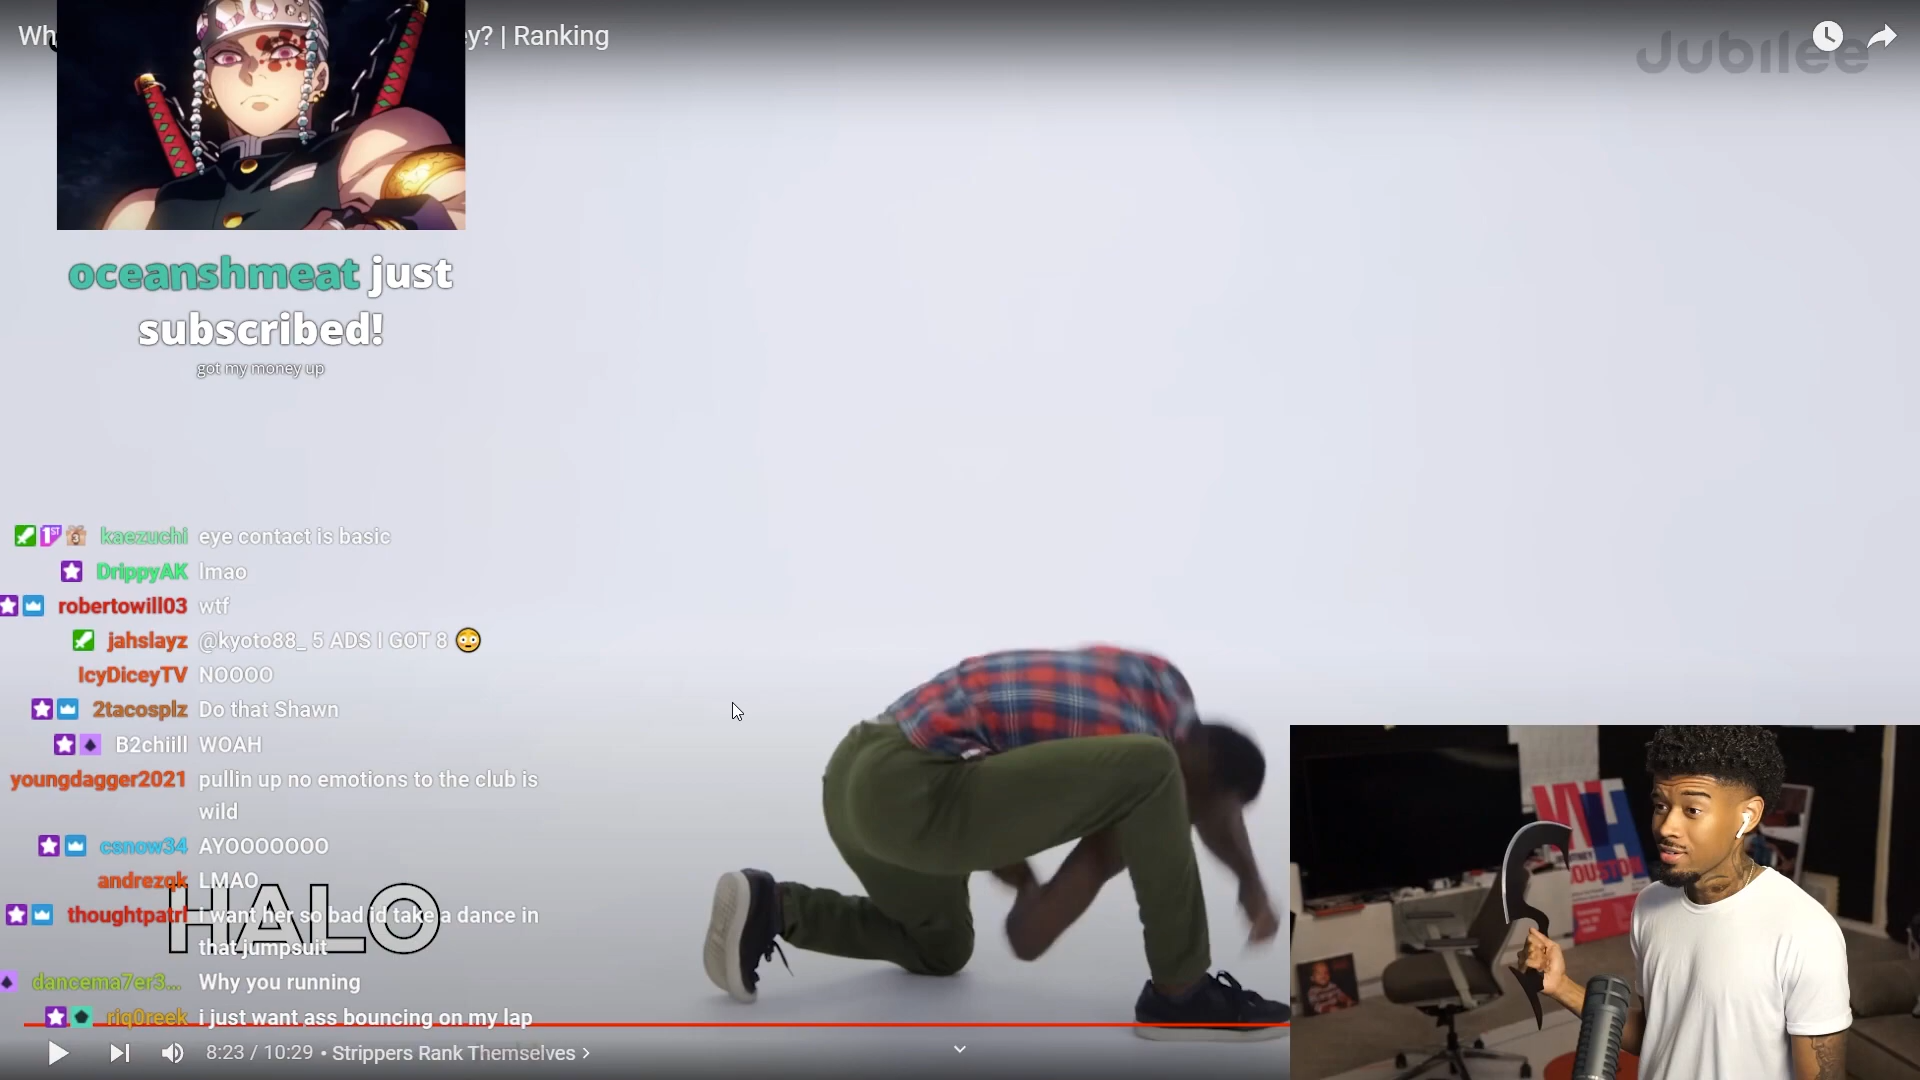 Wh
ey? | Ranking
Jubilee
oceanshmeat just
subscribed!
got my money up
kaezuchi eye contact is basic
DrippyAK lmao
robertowill03 wtf
jahslayz @kyoto88_ 5 ADS I GOT 8 😳
IcyDiceyTV NOOOO
2tacosplz Do that Shawn
B2chiill WOAH
youngdagger2021 pullin up no emotions to the club is
wild
csnow34 AYOOOOOOO
andrezqk LMAO
HALO
thoughtpatrl i want her so bad id take a dance in
that jumpsuit
dancema7er3... Why you running
riq0reek i just want ass bouncing on my lap
8:23 / 10:29 • Strippers Rank Themselves >